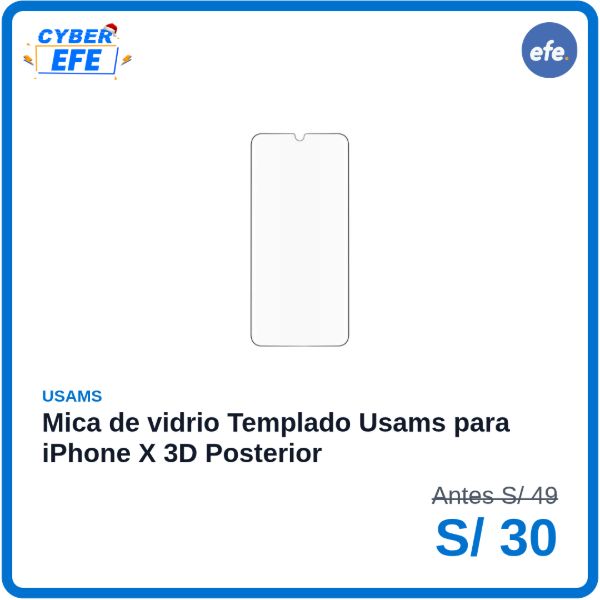 CYBER
EFE
efe.
USAMS
Mica de vidrio Templado Usams para
iPhone X 3D Posterior
Antes S/ 49
S/ 30